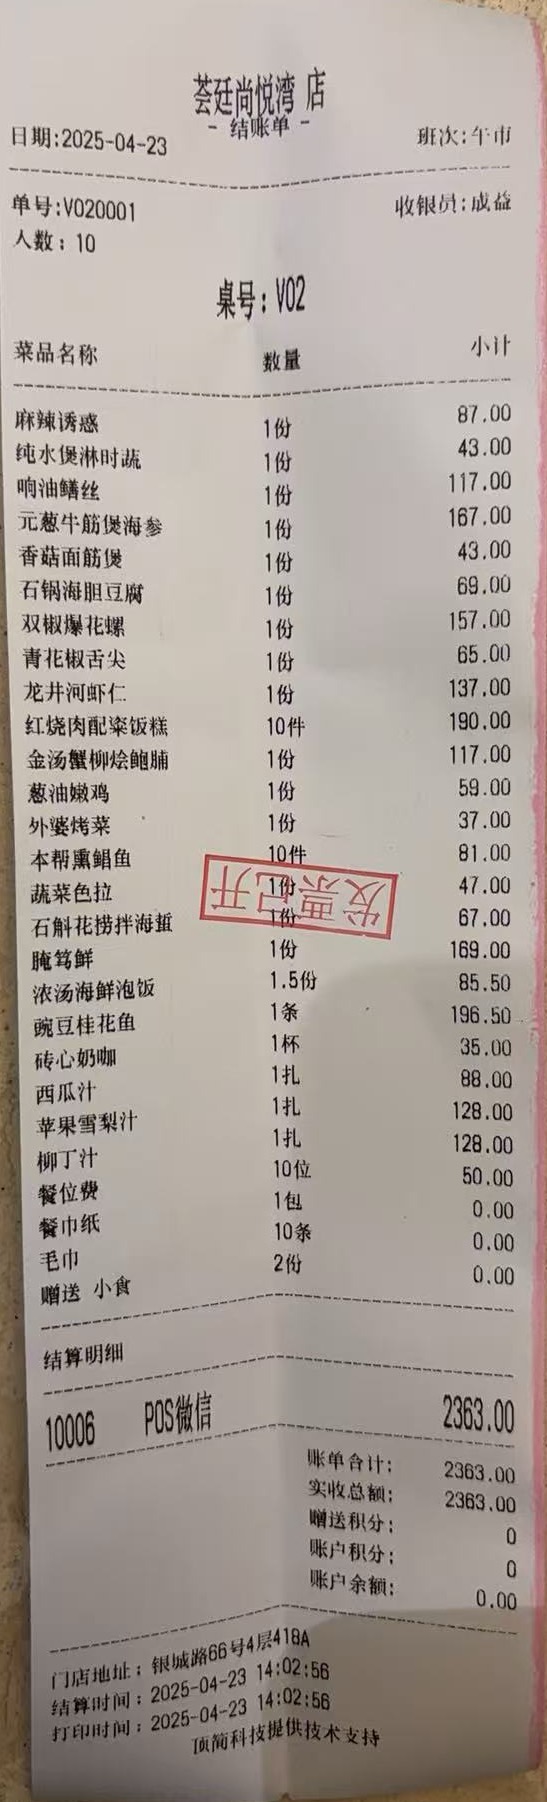 荟廷尚悦湾 店
- 结账单 -
日期:2025-04-23 班次:午市
单号:V020001 收银员:成益
人数: 10
桌号: V02
菜品名称 数量 小计
麻辣诱惑 1份 87.00
纯水煲淋时蔬 1份 43.00
响油鳝丝 1份 117.00
元葱牛筋煲海参 1份 167.00
香菇面筋煲 1份 43.00
石锅海胆豆腐 1份 69.00
双椒爆花螺 1份 157.00
青花椒舌尖 1份 65.00
龙井河虾仁 1份 137.00
红烧肉配粢饭糕 10件 190.00
金汤蟹柳烩鲍脯 1份 117.00
葱油嫩鸡 1份 59.00
外婆烤菜 1份 37.00
本帮熏鲳鱼 10件 81.00
蔬菜色拉 1份 47.00
石斛花捞拌海蜇 1份 67.00
腌笃鲜 1份 169.00
浓汤海鲜泡饭 1.5份 85.50
豌豆桂花鱼 1条 196.50
砖心奶咖 1杯 35.00
西瓜汁 1扎 88.00
苹果雪梨汁 1扎 128.00
柳丁汁 1扎 128.00
餐位费 10位 50.00
餐巾纸 1包 0.00
毛巾 10条 0.00
赠送 小食 2份 0.00
发票已开
结算明细
10006 POS微信 2363.00
账单合计: 2363.00
实收总额: 2363.00
赠送积分: 0
账户积分: 0
账户余额: 0.00
门店地址: 银城路66号4层418A
结算时间: 2025-04-23 14:02:56
打印时间: 2025-04-23 14:02:56
顶简科技提供技术支持